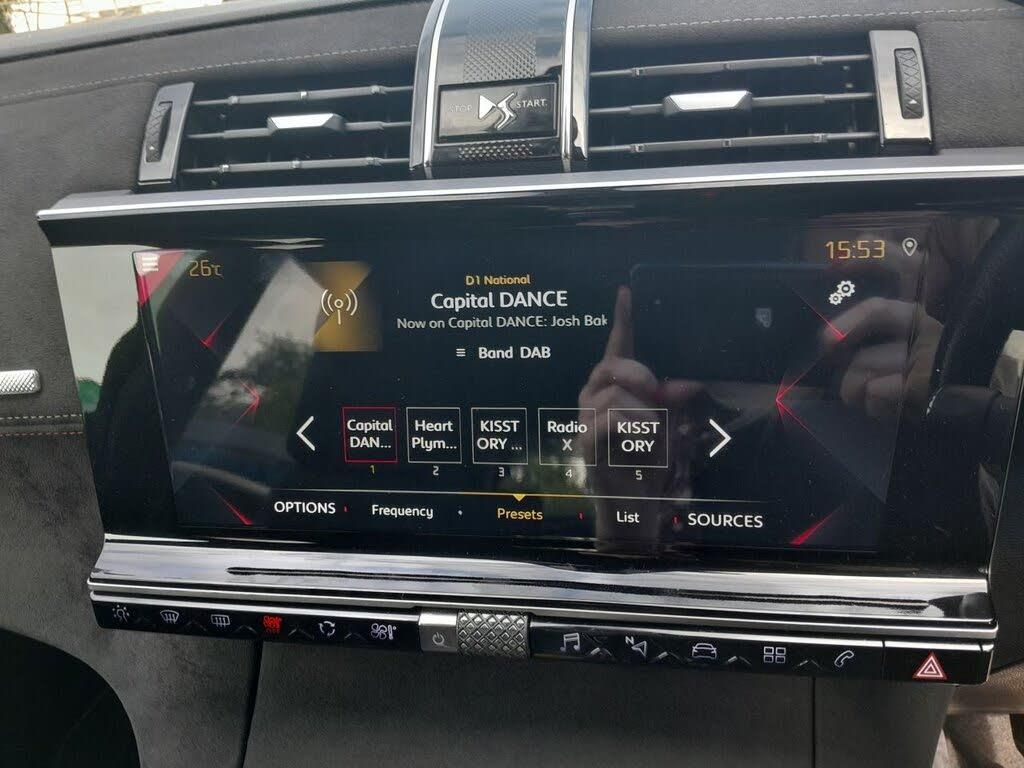 STOP START
26°C
15:53
D1 National
Capital DANCE
Now on Capital DANCE: Josh Bak
Band DAB
Capital DAN...
Heart Plym...
KISST ORY ...
Radio X
KISST ORY
1 2 3 4 5
OPTIONS Frequency Presets List SOURCES
OFF
N